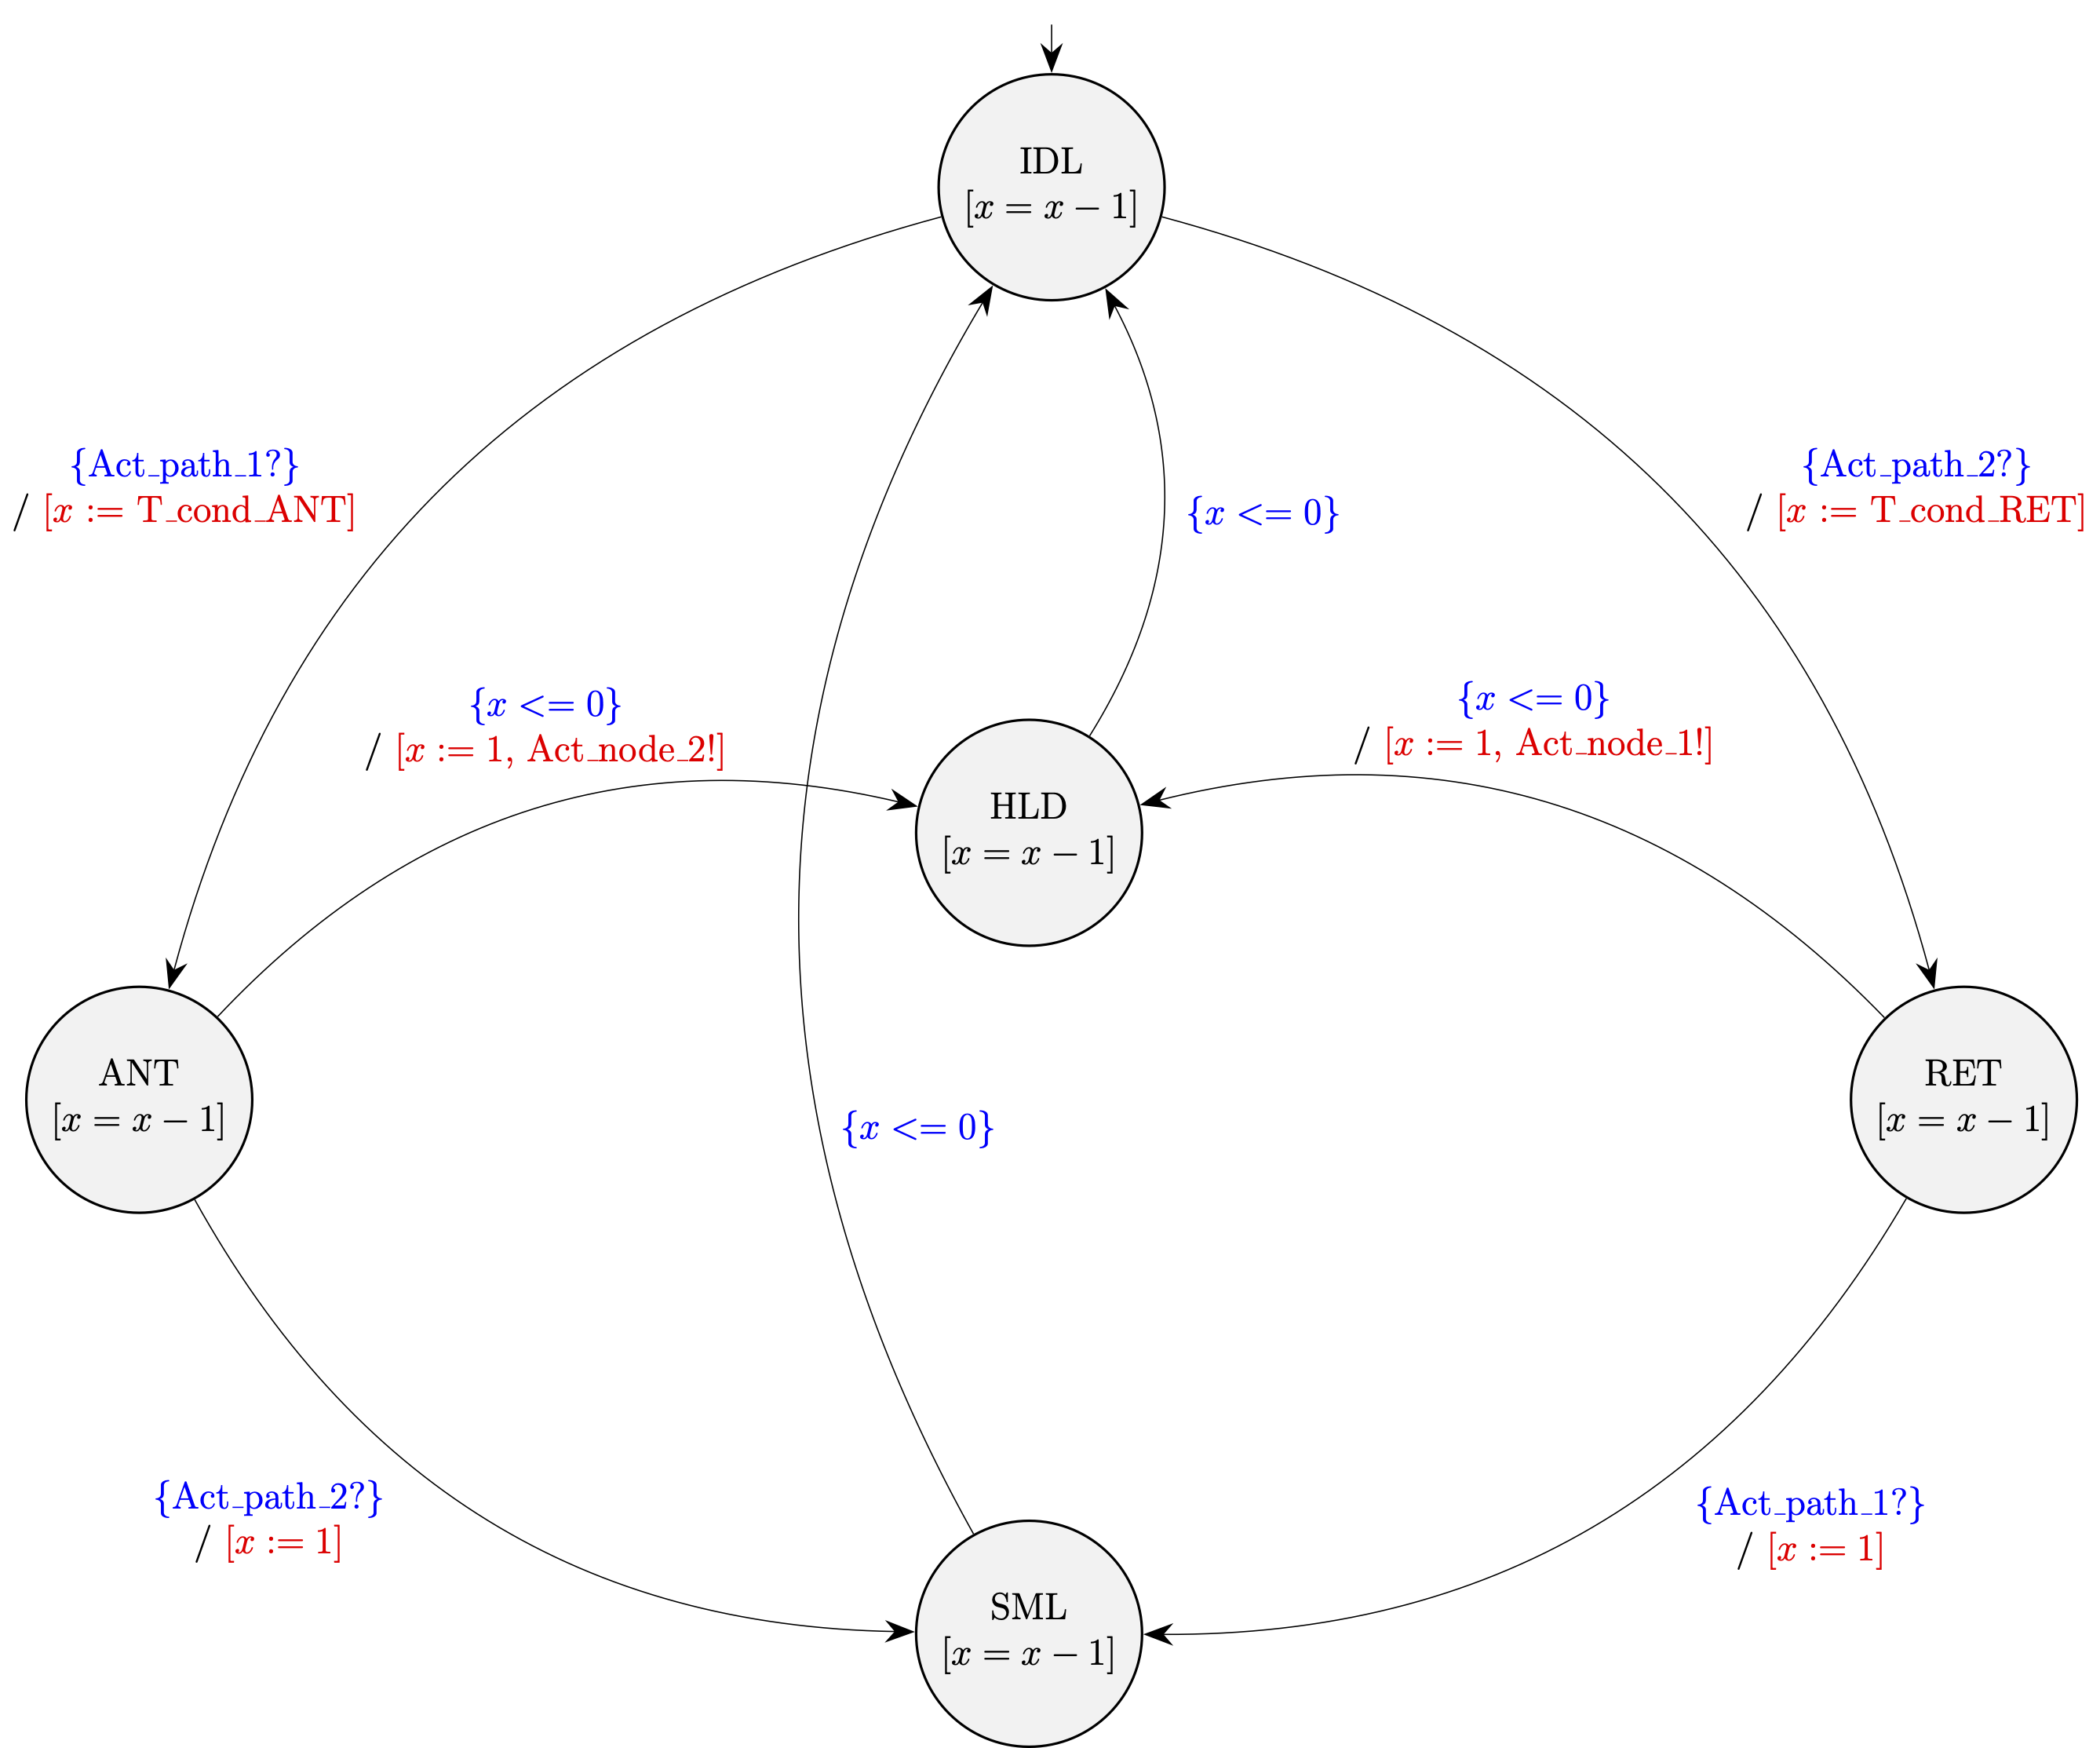 IDL
[x = x − 1]
{Act_path_1?}
/ [x := T_cond_ANT]
{x <= 0}
{Act_path_2?}
/ [x := T_cond_RET]
{x <= 0}
/ [x := 1, Act_node_2!]
{x <= 0}
/ [x := 1, Act_node_1!]
HLD
[x = x − 1]
ANT
[x = x − 1]
{x <= 0}
RET
[x = x − 1]
{Act_path_2?}
/ [x := 1]
{Act_path_1?}
/ [x := 1]
SML
[x = x − 1]